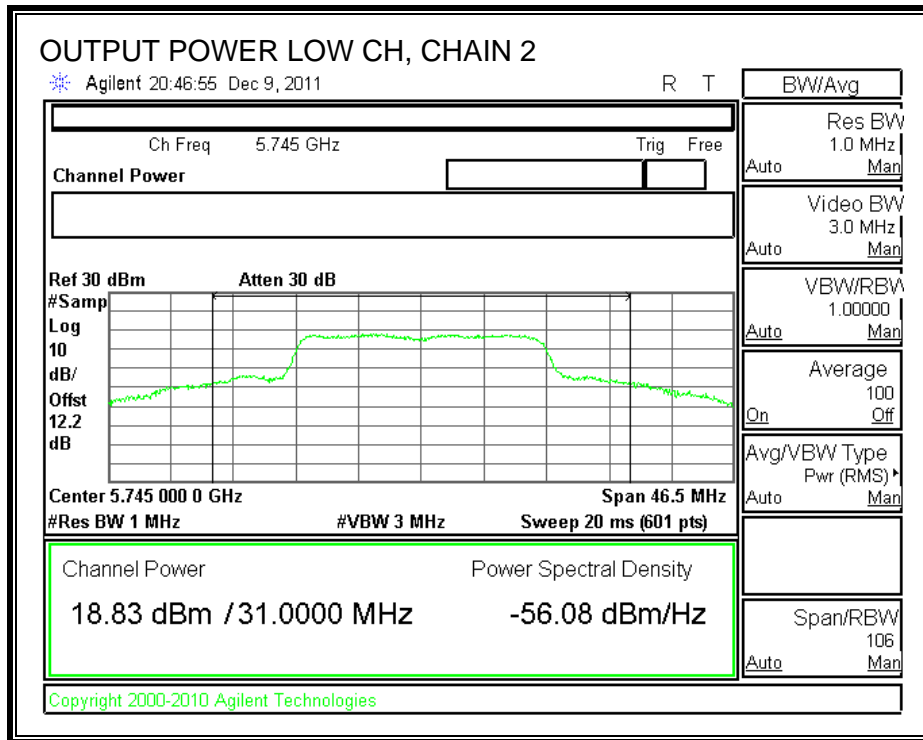 OUTPUT POWER LOW CH, CHAIN 2
Agilent 20:46:55 Dec 9, 2011 R T
Ch Freq 5.745 GHz Trig Free
Channel Power
Ref 30 dBm Atten 30 dB
#Samp
Log
10
dB/
Offst
12.2
dB
Center 5.745 000 0 GHz Span 46.5 MHz
#Res BW 1 MHz #VBW 3 MHz Sweep 20 ms (601 pts)
Channel Power Power Spectral Density
18.83 dBm / 31.0000 MHz -56.08 dBm/Hz
Copyright 2000-2010 Agilent Technologies
BW/Avg
Res BW
1.0 MHz
Auto Man
Video BW
3.0 MHz
Auto Man
VBW/RBW
1.00000
Auto Man
Average
100
On Off
Avg/VBW Type
Pwr (RMS)
Auto Man
Span/RBW
106
Auto Man